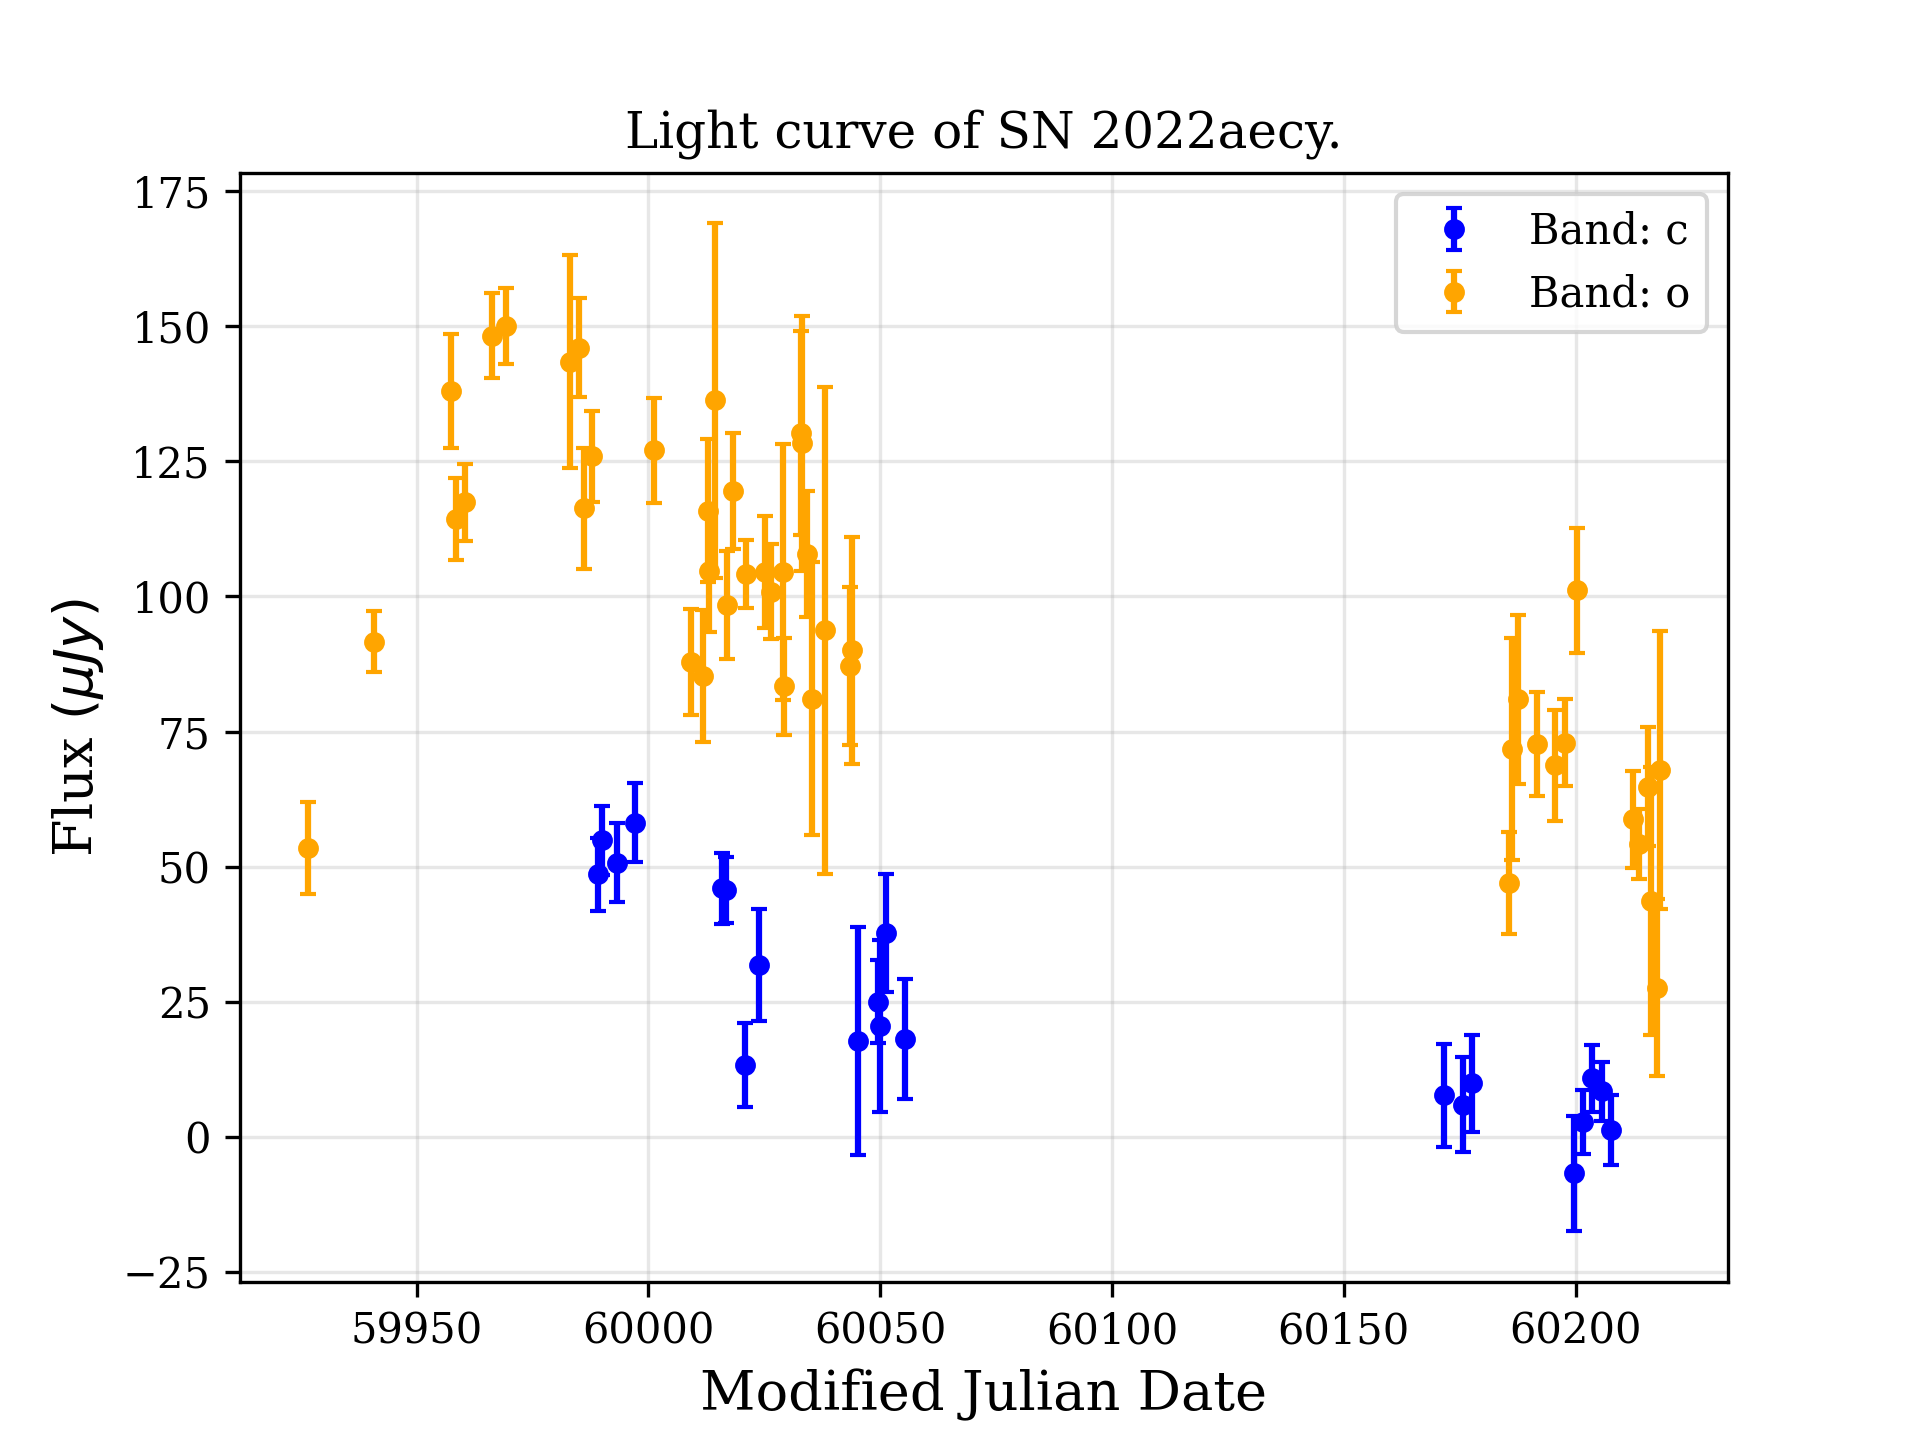 Light curve of SN 2022aecy.
Band: c
Band: o
175
150
125
100
75
50
25
0
−25
Flux (μJy)
59950 60000 60050 60100 60150 60200
Modified Julian Date